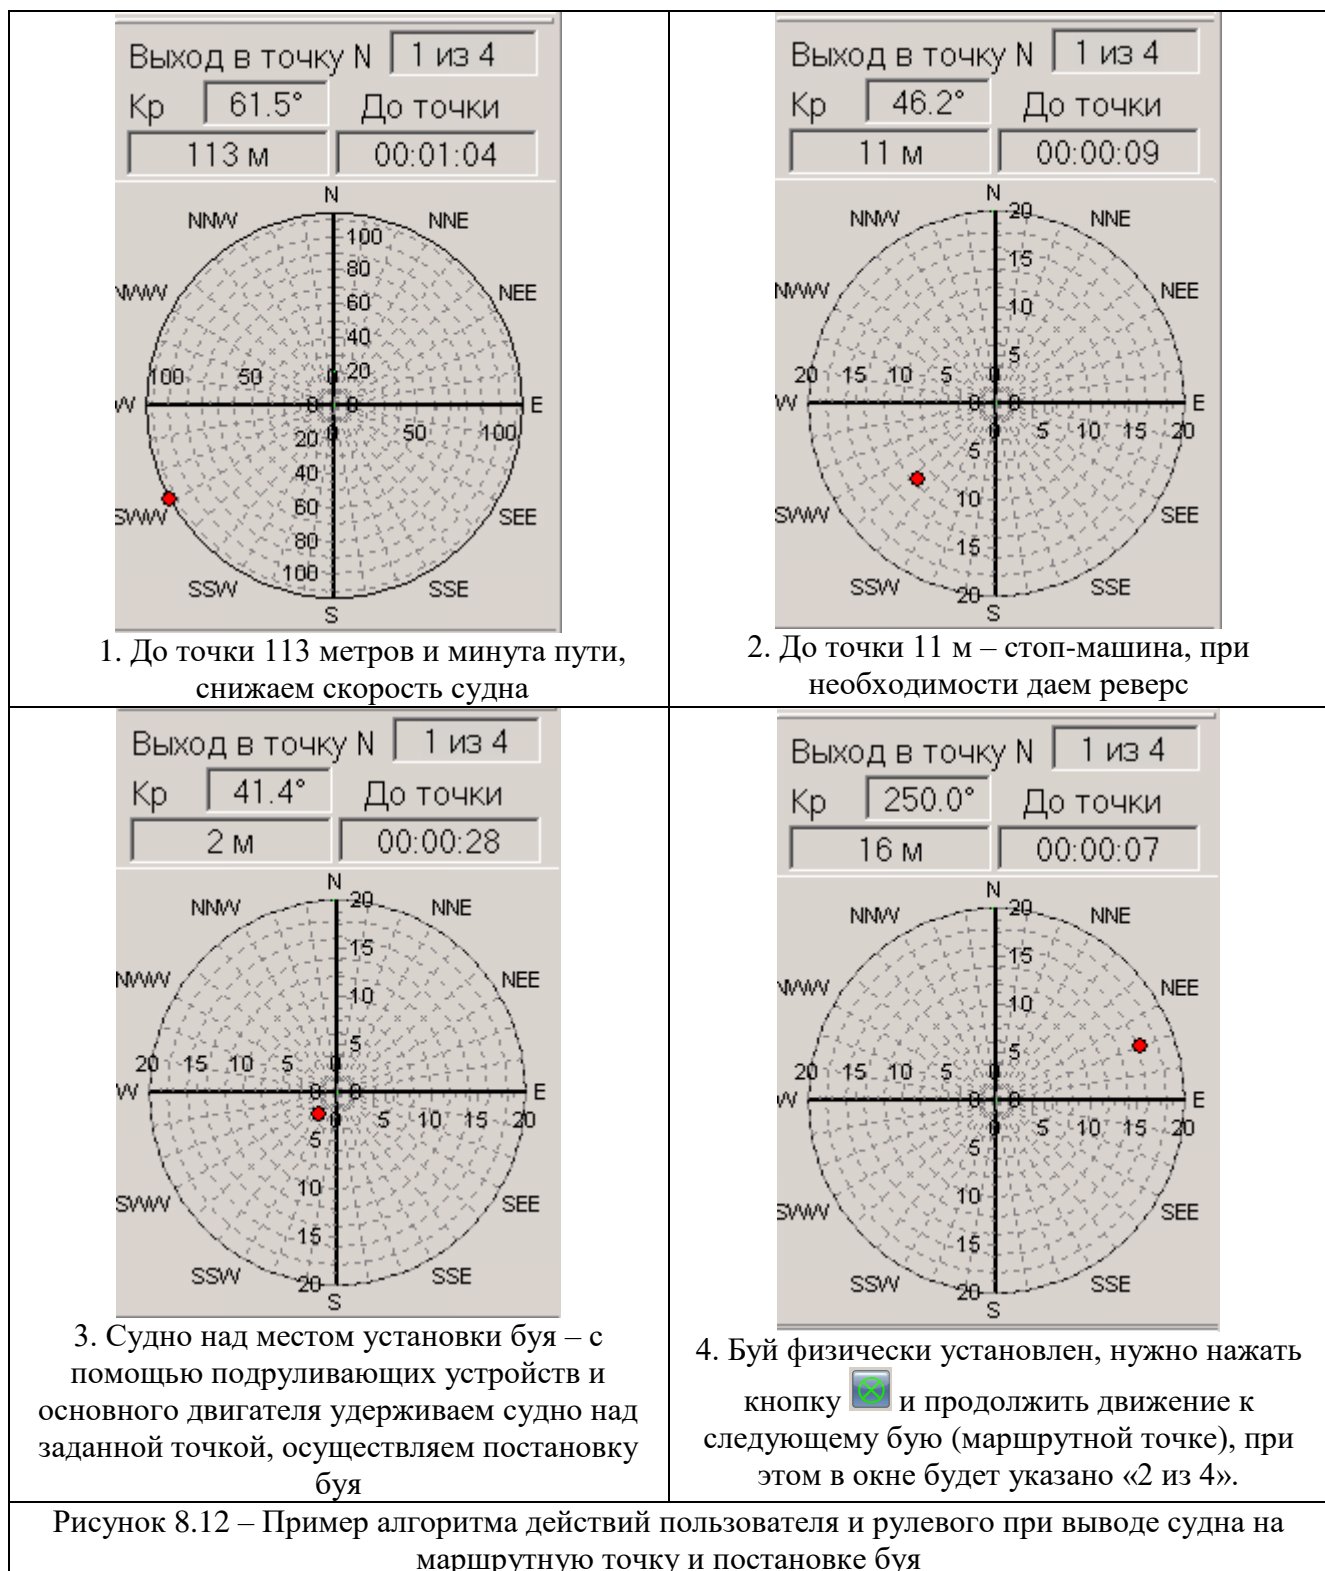 Выход в точку N 1 из 4
Кр 61.5° До точки
113 м 00:01:04
N
NNW NNE
100
80
NWW NEE
60
40
100 50 0 20
W 0 0 E
20 0 50 100
40
SWW 60 SEE
80
100
SSW SSE
S
1. До точки 113 метров и минута пути,
снижаем скорость судна
Выход в точку N 1 из 4
Кр 46.2° До точки
11 м 00:00:09
N
20
NNW NNE
15
NWW NEE
10
5
20 15 10 5 0
W 0 0 E
0 5 10 15 20
5
10
SWW SEE
15
SSW SSE
20
S
2. До точки 11 м – стоп-машина, при
необходимости даем реверс
Выход в точку N 1 из 4
Кр 41.4° До точки
2 м 00:00:28
N
20
NNW NNE
15
NWW NEE
10
5
20 15 10 5 0
W 0 0 E
0 5 10 15 20
5
10
SWW SEE
15
SSW SSE
20
S
3. Судно над местом установки буя – с
помощью подруливающих устройств и
основного двигателя удерживаем судно над
заданной точкой, осуществляем постановку
буя
Выход в точку N 1 из 4
Кр 250.0° До точки
16 м 00:00:07
N
20
NNW NNE
15
NWW NEE
10
5
20 15 10 5 0
W 0 0 E
0 5 10 15 20
5
10
SWW SEE
15
SSW SSE
20
S
4. Буй физически установлен, нужно нажать
кнопку и продолжить движение к
следующему бую (маршрутной точке), при
этом в окне будет указано «2 из 4».
Рисунок 8.12 – Пример алгоритма действий пользователя и рулевого при выводе судна на
маршрутную точку и постановке буя